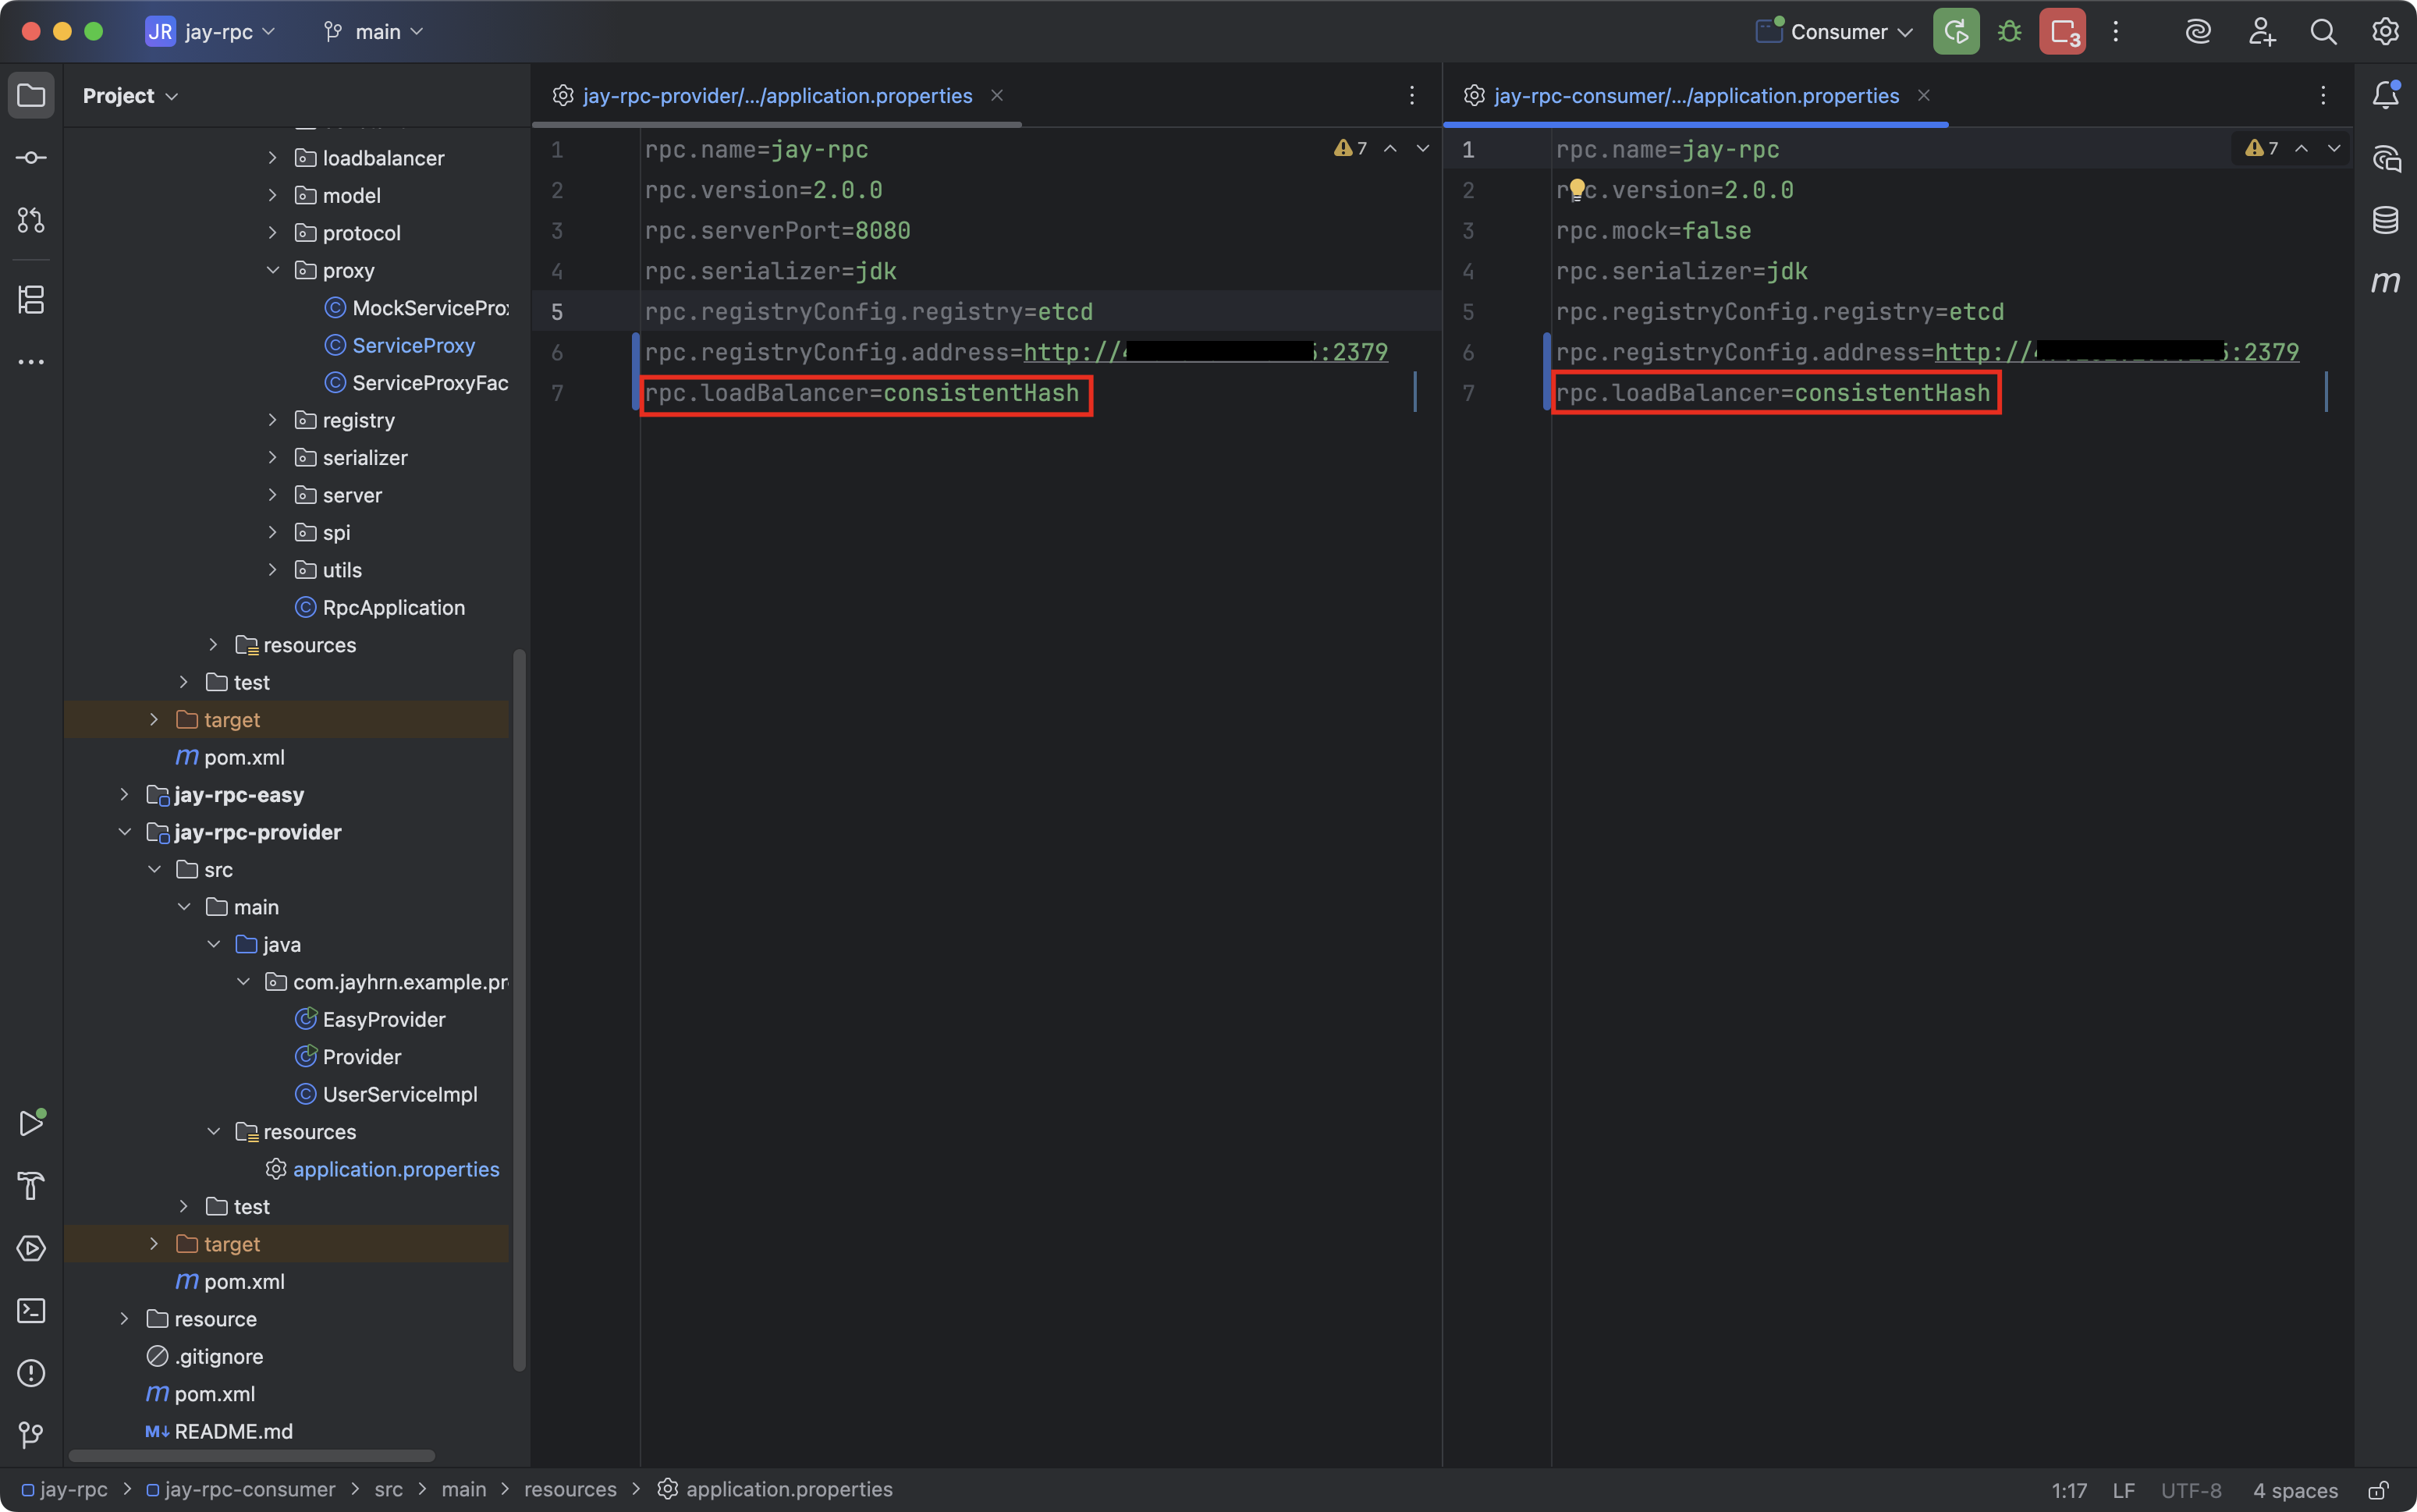 JR jay-rpc main Consumer 3
Project
loadbalancer
model
protocol
proxy
MockServicePro
ServiceProxy
ServiceProxyFac
registry
serializer
server
spi
utils
RpcApplication
resources
test
target
pom.xml
jay-rpc-easy
jay-rpc-provider
src
main
java
com.jayhrn.example.pr
EasyProvider
Provider
UserServiceImpl
resources
application.properties
test
target
pom.xml
resource
.gitignore
pom.xml
README.md
jay-rpc-provider/.../application.properties
7
1 rpc.name=jay-rpc
2 rpc.version=2.0.0
3 rpc.serverPort=8080
4 rpc.serializer=jdk
5 rpc.registryConfig.registry=etcd
6 rpc.registryConfig.address=http:// :2379
7 rpc.loadBalancer=consistentHash
jay-rpc-consumer/.../application.properties
7
1 rpc.name=jay-rpc
2 rpc.version=2.0.0
3 rpc.mock=false
4 rpc.serializer=jdk
5 rpc.registryConfig.registry=etcd
6 rpc.registryConfig.address=http:// :2379
7 rpc.loadBalancer=consistentHash
jay-rpc > jay-rpc-consumer > src > main > resources > application.properties
1:17 LF UTF-8 4 spaces